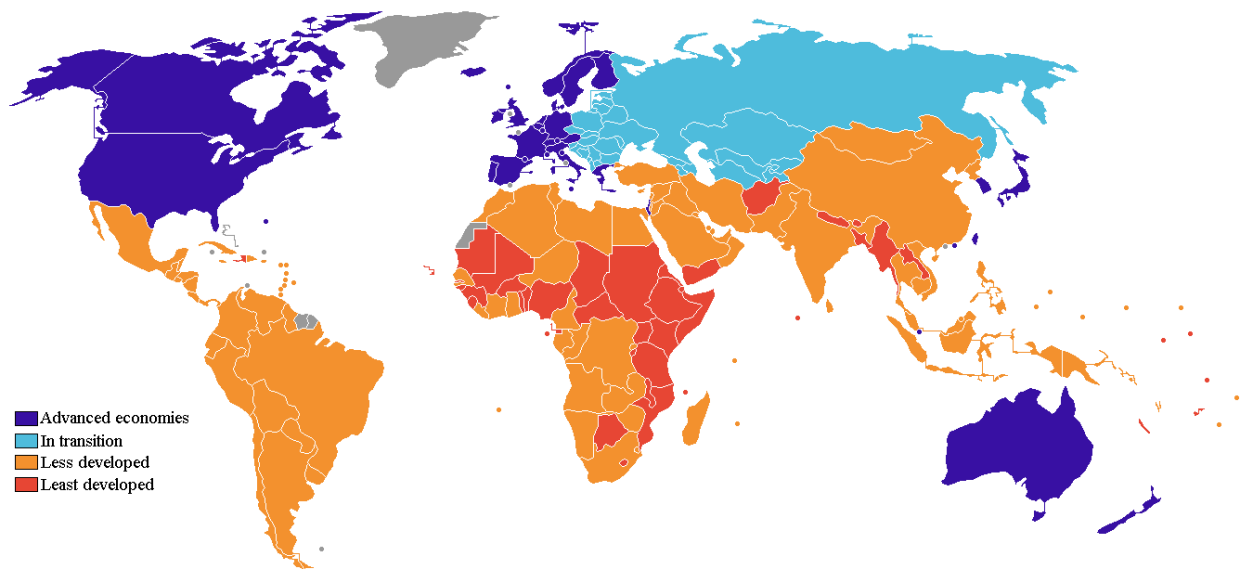 Advanced economies
In transition
Less developed
Least developed